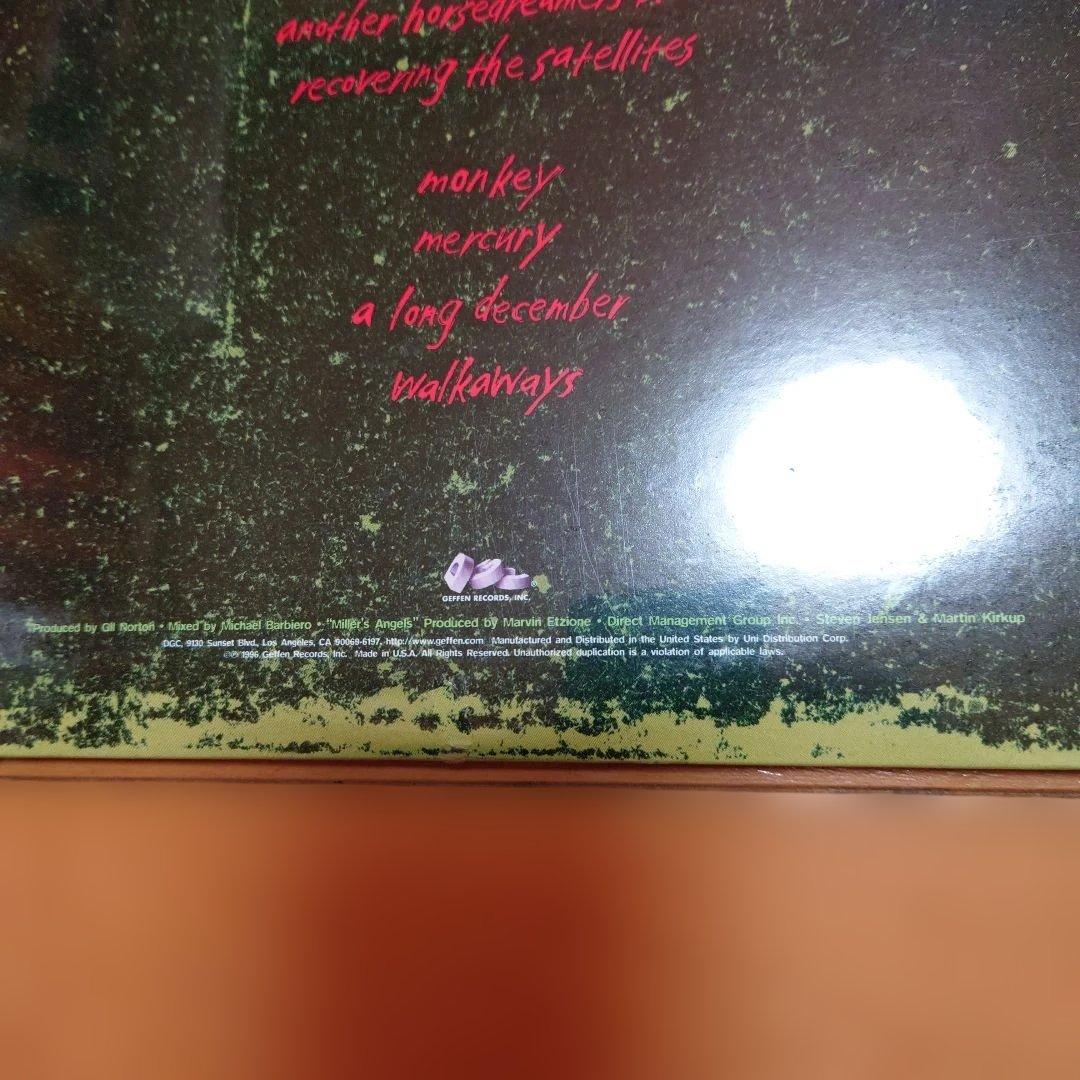 another horsedreamer's
recovering the satellites
monkey
mercury
a long december
walkaways
DGC
®
GEFFEN RECORDS, INC.
Produced by Gil Norton • Mixed by Michael Barbiero • "Miller's Angels" Produced by Marvin Etzione • Direct Management Group Inc. • Steven Jensen & Martin Kirkup
DGC, 9130 Sunset Blvd., Los Angeles, CA 90069-6197, http://www.geffen.com Manufactured and Distributed in the United States by Uni Distribution Corp.
©℗ 1996 Geffen Records, Inc. Made in U.S.A. All Rights Reserved. Unauthorized duplication is a violation of applicable laws.